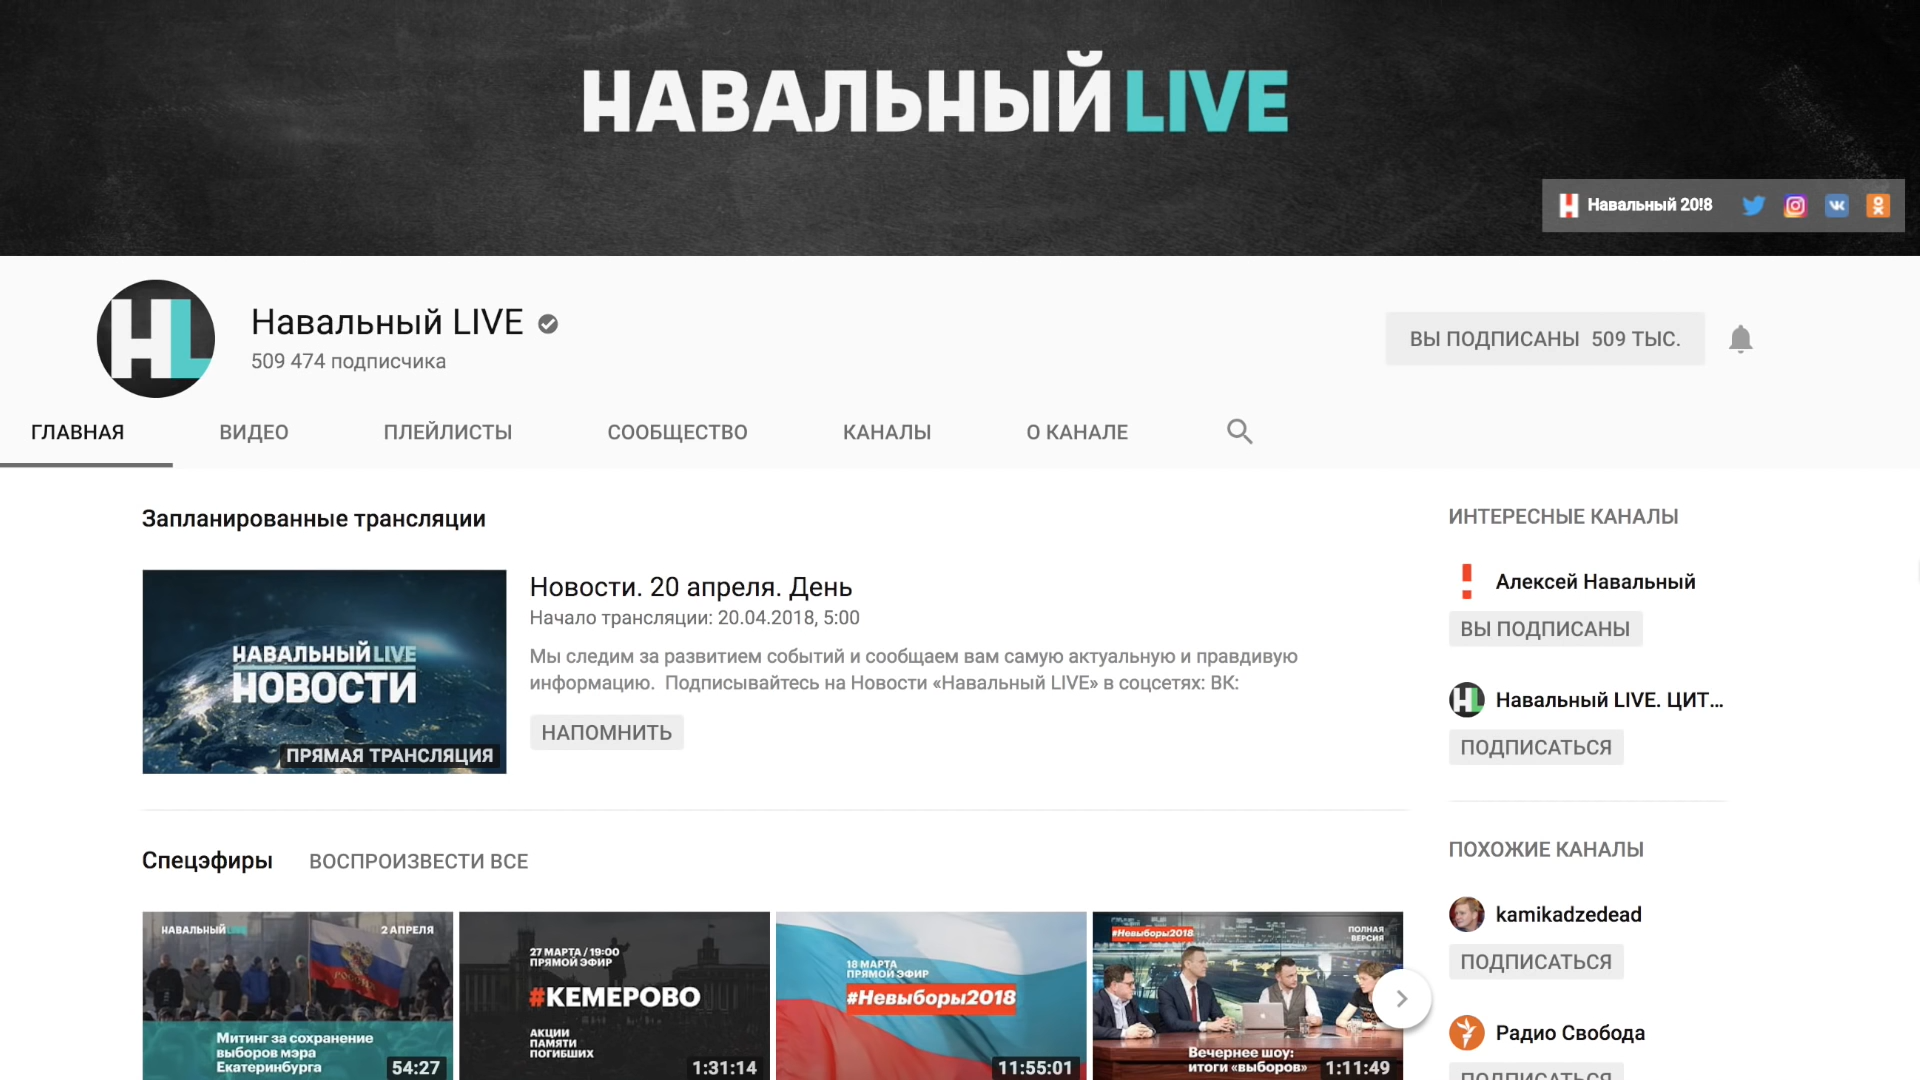 НАВАЛЬНЫЙ LIVE
Навальный 20!8
Навальный LIVE
509 474 подписчика
ВЫ ПОДПИСАНЫ 509 ТЫС.
ГЛАВНАЯ ВИДЕО ПЛЕЙЛИСТЫ СООБЩЕСТВО КАНАЛЫ О КАНАЛЕ
Запланированные трансляции
НАВАЛЬНЫЙ LIVE
НОВОСТИ
ПРЯМАЯ ТРАНСЛЯЦИЯ
Новости. 20 апреля. День
Начало трансляции: 20.04.2018, 5:00
Мы следим за развитием событий и сообщаем вам самую актуальную и правдивую
информацию. Подписывайтесь на Новости «Навальный LIVE» в соцсетях: ВК:
НАПОМНИТЬ
Спецэфиры ВОСПРОИЗВЕСТИ ВСЕ
НАВАЛЬНЫЙ LIVE
2 АПРЕЛЯ
РОССИЯ
Митинг за сохранение
выборов мэра
Екатеринбурга
54:27
27 МАРТА / 19:00
ПРЯМОЙ ЭФИР
#КЕМЕРОВО
АКЦИИ
ПАМЯТИ
ПОГИБШИХ
1:31:14
18 МАРТА
ПРЯМОЙ ЭФИР
#Невыборы2018
11:55:01
#Невыборы2018
ПОЛНАЯ
ВЕРСИЯ
Вечернее шоу:
итоги «выборов»
1:11:49
ИНТЕРЕСНЫЕ КАНАЛЫ
Алексей Навальный
ВЫ ПОДПИСАНЫ
HL
Навальный LIVE. ЦИТ...
ПОДПИСАТЬСЯ
ПОХОЖИЕ КАНАЛЫ
kamikadzedead
ПОДПИСАТЬСЯ
Радио Свобода
ПОДПИСАТЬСЯ